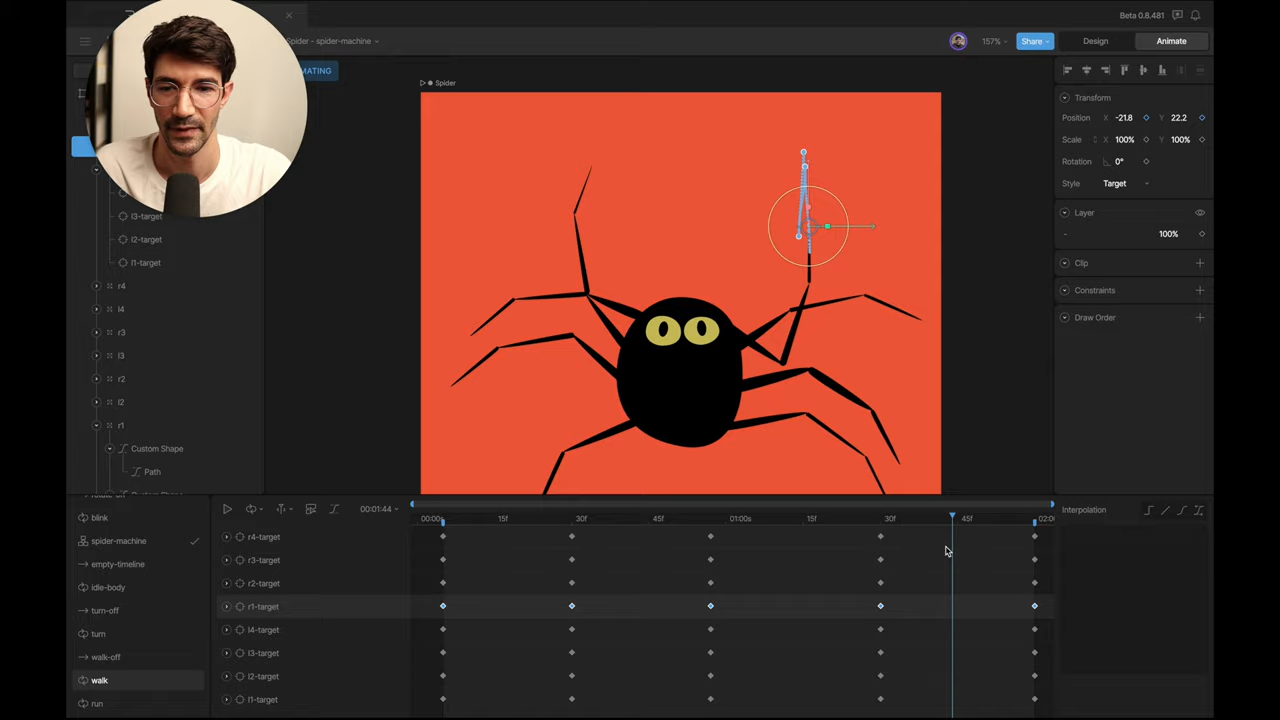 Beta 0.8.481
Spider - spider-machine
157%
Share
Design
Animate
MATING
Spider
Transform
Position X -21.8 Y 22.2
Scale X 100% Y 100%
Rotation 0°
Style Target
Layer
- 100%
Clip
Constraints
Draw Order
l3-target
l2-target
l1-target
r4
l4
r3
l3
r2
l2
r1
Custom Shape
Path
blink
spider-machine
empty-timeline
idle-body
turn-off
turn
walk-off
walk
run
00:01:44
00:00s 15f 30f 45f 01:00s 15f 30f 45f 02:00
Interpolation
r4-target
r3-target
r2-target
r1-target
l4-target
l3-target
l2-target
l1-target